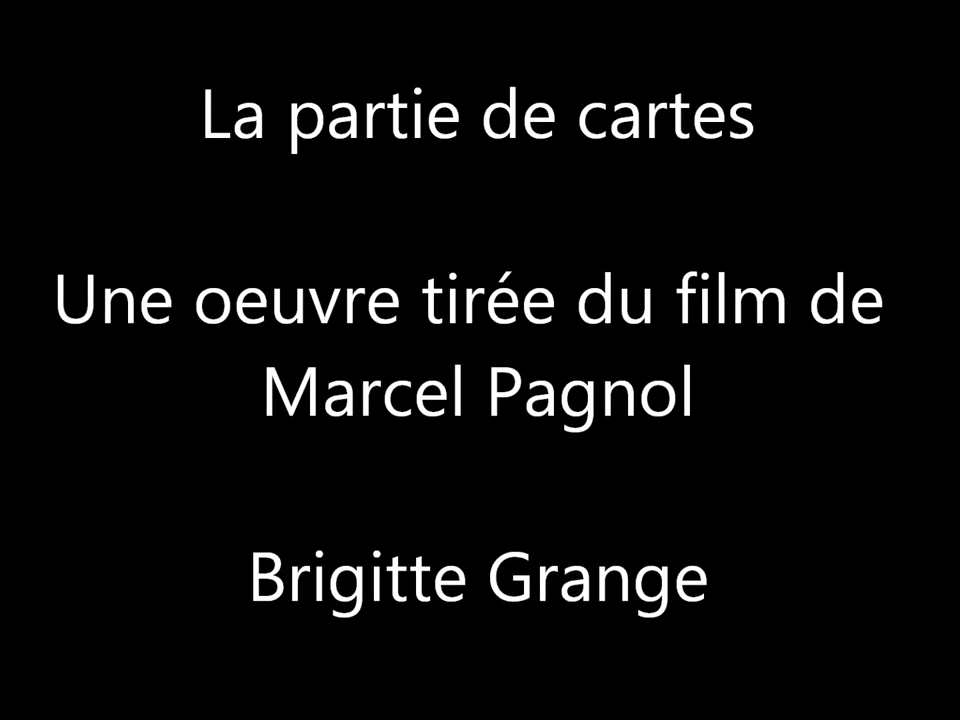 La partie de cartes
Une oeuvre tirée du film de
Marcel Pagnol
Brigitte Grange